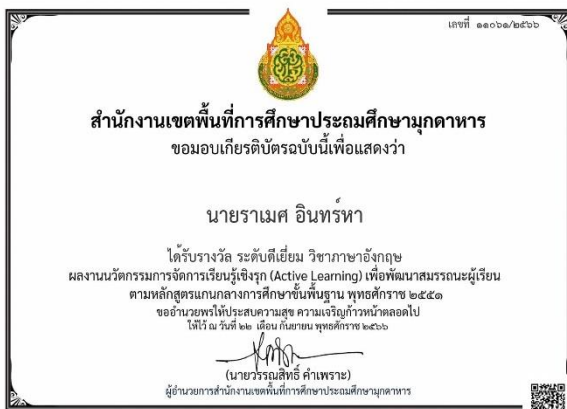 เลขที่ ๑๑๐๖๑/๒๕๖๖
สำนักงานเขตพื้นที่การศึกษาประถมศึกษามุกดาหาร
ขอมอบเกียรติบัตรฉบับนี้เพื่อแสดงว่า
นายราเมศ อินทร์หา
ได้รับรางวัล ระดับดีเยี่ยม วิชาภาษาอังกฤษ
ผลงานนวัตกรรมการจัดการเรียนรู้เชิงรุก (Active Learning) เพื่อพัฒนาสมรรถนะผู้เรียน
ตามหลักสูตรแกนกลางการศึกษาขั้นพื้นฐาน พุทธศักราช ๒๕๕๑
ขออำนวยพรให้ประสบความสุข ความเจริญก้าวหน้าตลอดไป
ให้ไว้ ณ วันที่ ๒๒ เดือน กันยายน พุทธศักราช ๒๕๖๖
(นายวรรณสิทธิ์ คำเพราะ)
ผู้อำนวยการสำนักงานเขตพื้นที่การศึกษาประถมศึกษามุกดาหาร